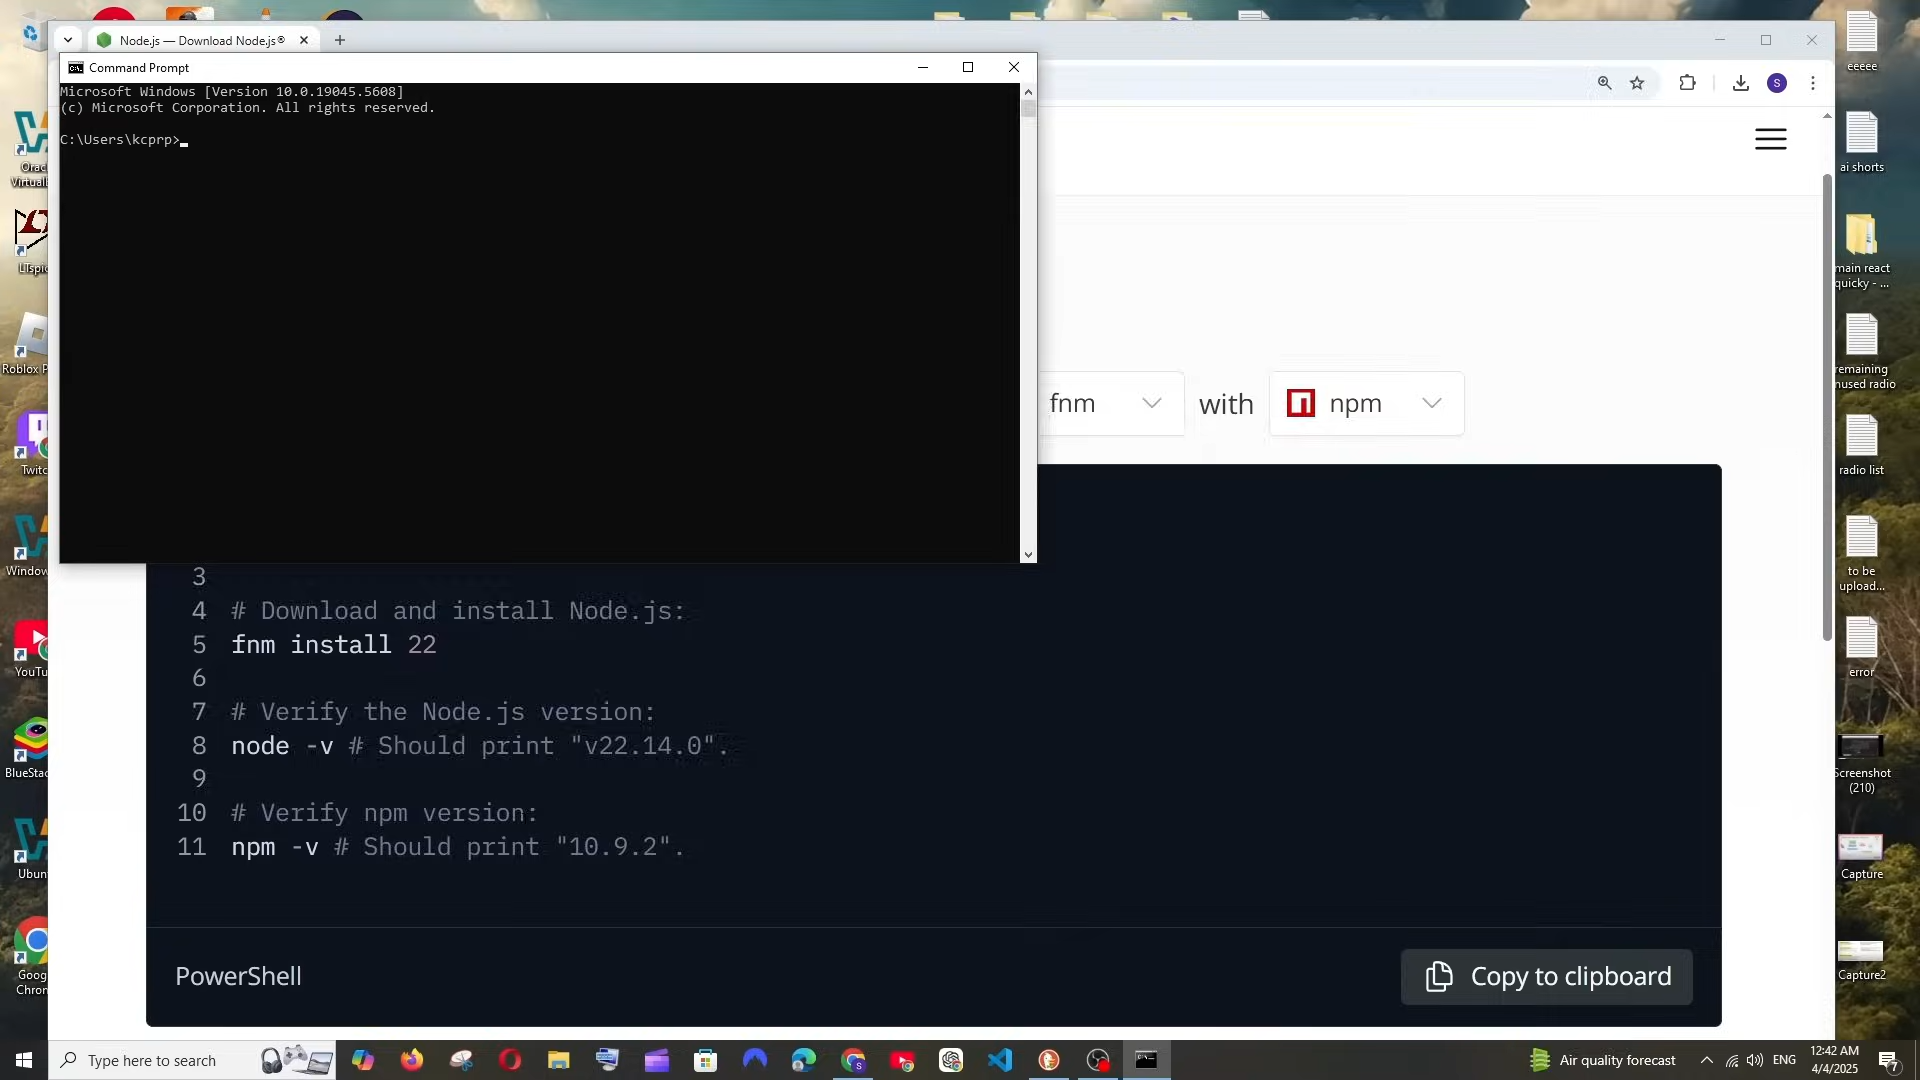 Node.js — Download Node.js®
Command Prompt
Microsoft Windows [Version 10.0.19045.5608]
(c) Microsoft Corporation. All rights reserved.
C:\Users\kcprp>
S
fnm
with
npm
3
4 # Download and install Node.js:
5 fnm install 22
6
7 # Verify the Node.js version:
8 node -v # Should print "v22.14.0".
9
10 # Verify npm version:
11 npm -v # Should print "10.9.2".
PowerShell
Copy to clipboard
LTspic
Roblox P
Twitc
Window
YouTu
BlueStac
Ubun
Goog
Chron
eeeee
ai shorts
main react
quicky - ...
remaining
radio list
to be
upload...
error
Screenshot
(210)
Capture
Capture2
Type here to search
Air quality forecast
ENG
12:42 AM
4/4/2025
7